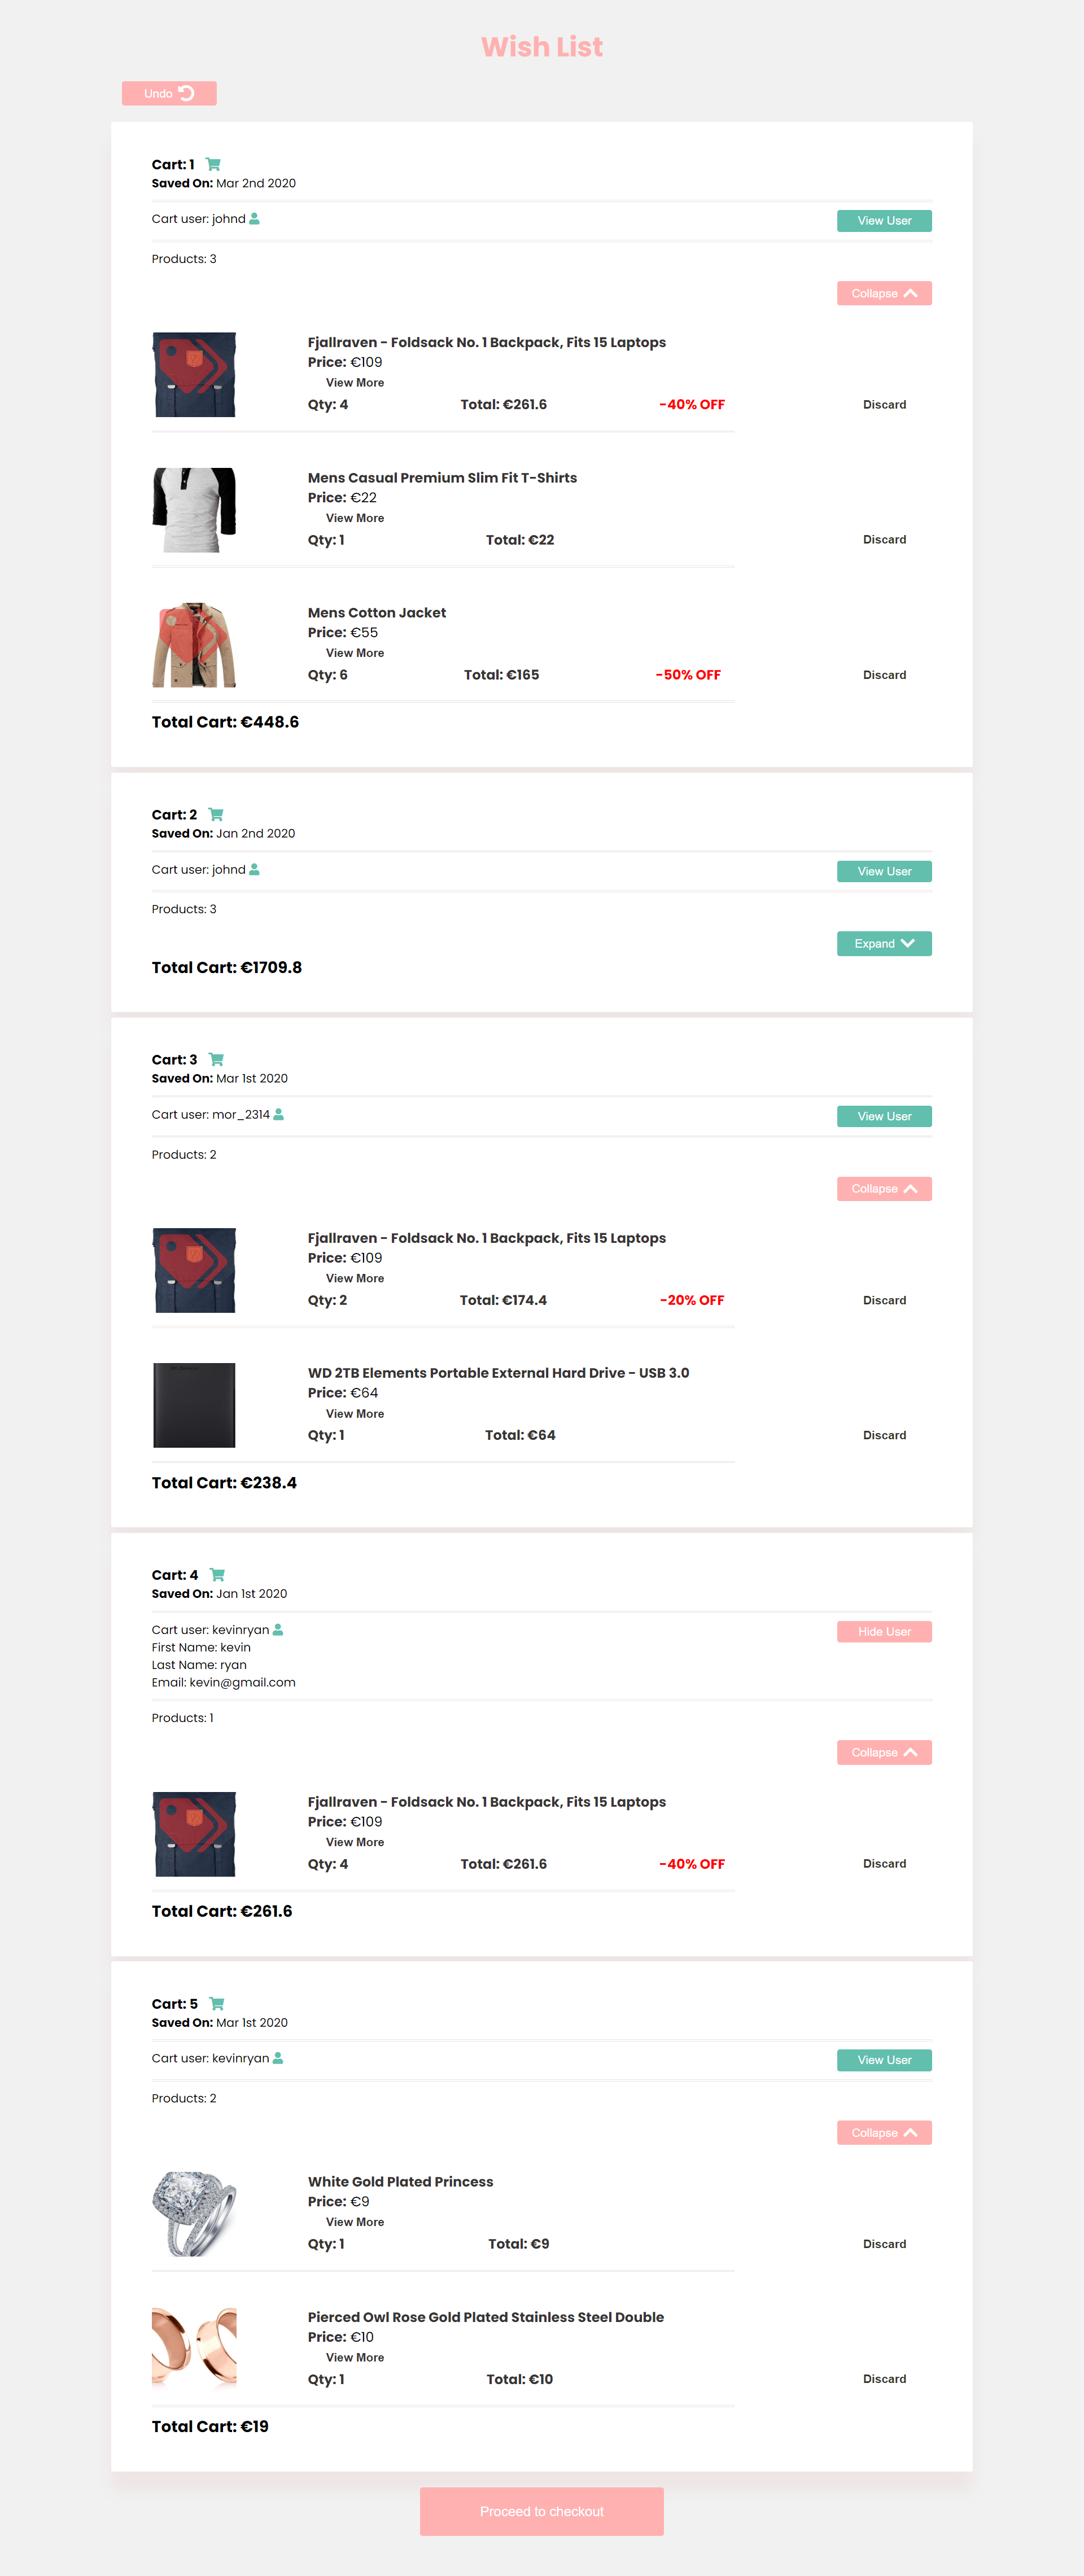 Wish List
Undo
Cart: 1
Saved On: Mar 2nd 2020
Cart user: johnd
View User
Products: 3
Collapse
Fjallraven - Foldsack No. 1 Backpack, Fits 15 Laptops
Price: €109
View More
Qty: 4 Total: €261.6 -40% OFF Discard
Mens Casual Premium Slim Fit T-Shirts
Price: €22
View More
Qty: 1 Total: €22 Discard
Mens Cotton Jacket
Price: €55
View More
Qty: 6 Total: €165 -50% OFF Discard
Total Cart: €448.6
Cart: 2
Saved On: Jan 2nd 2020
Cart user: johnd
View User
Products: 3
Expand
Total Cart: €1709.8
Cart: 3
Saved On: Mar 1st 2020
Cart user: mor_2314
View User
Products: 2
Collapse
Fjallraven - Foldsack No. 1 Backpack, Fits 15 Laptops
Price: €109
View More
Qty: 2 Total: €174.4 -20% OFF Discard
WD 2TB Elements Portable External Hard Drive - USB 3.0
Price: €64
View More
Qty: 1 Total: €64 Discard
Total Cart: €238.4
Cart: 4
Saved On: Jan 1st 2020
Cart user: kevinryan
Hide User
First Name: kevin
Last Name: ryan
Email: kevin@gmail.com
Products: 1
Collapse
Fjallraven - Foldsack No. 1 Backpack, Fits 15 Laptops
Price: €109
View More
Qty: 4 Total: €261.6 -40% OFF Discard
Total Cart: €261.6
Cart: 5
Saved On: Mar 1st 2020
Cart user: kevinryan
View User
Products: 2
Collapse
White Gold Plated Princess
Price: €9
View More
Qty: 1 Total: €9 Discard
Pierced Owl Rose Gold Plated Stainless Steel Double
Price: €10
View More
Qty: 1 Total: €10 Discard
Total Cart: €19
Proceed to checkout